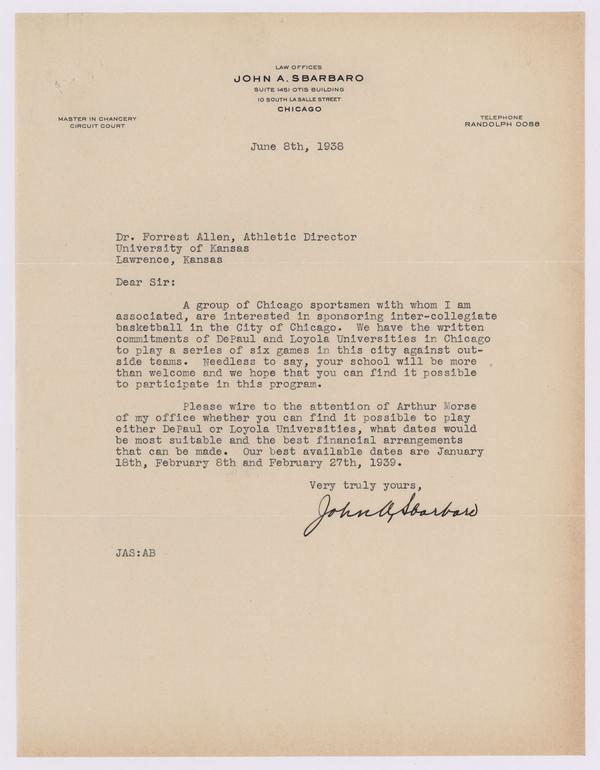 LAW OFFICES
JOHN A. SBARBARO
SUITE 1451 OTIS BUILDING
10 SOUTH LA SALLE STREET
CHICAGO
MASTER IN CHANCERY
CIRCUIT COURT
TELEPHONE
RANDOLPH 0088
June 8th, 1938
Dr. Forrest Allen, Athletic Director
University of Kansas
Lawrence, Kansas
Dear Sir:
A group of Chicago sportsmen with whom I am
associated, are interested in sponsoring inter-collegiate
basketball in the City of Chicago. We have the written
commitments of DePaul and Loyola Universities in Chicago
to play a series of six games in this city against out-
side teams. Needless to say, your school will be more
than welcome and we hope that you can find it possible
to participate in this program.
Please wire to the attention of Arthur Morse
of my office whether you can find it possible to play
either DePaul or Loyola Universities, what dates would
be most suitable and the best financial arrangements
that can be made. Our best available dates are January
18th, February 8th and February 27th, 1939.
Very truly yours,
John A. Sbarbaro
JAS:AB